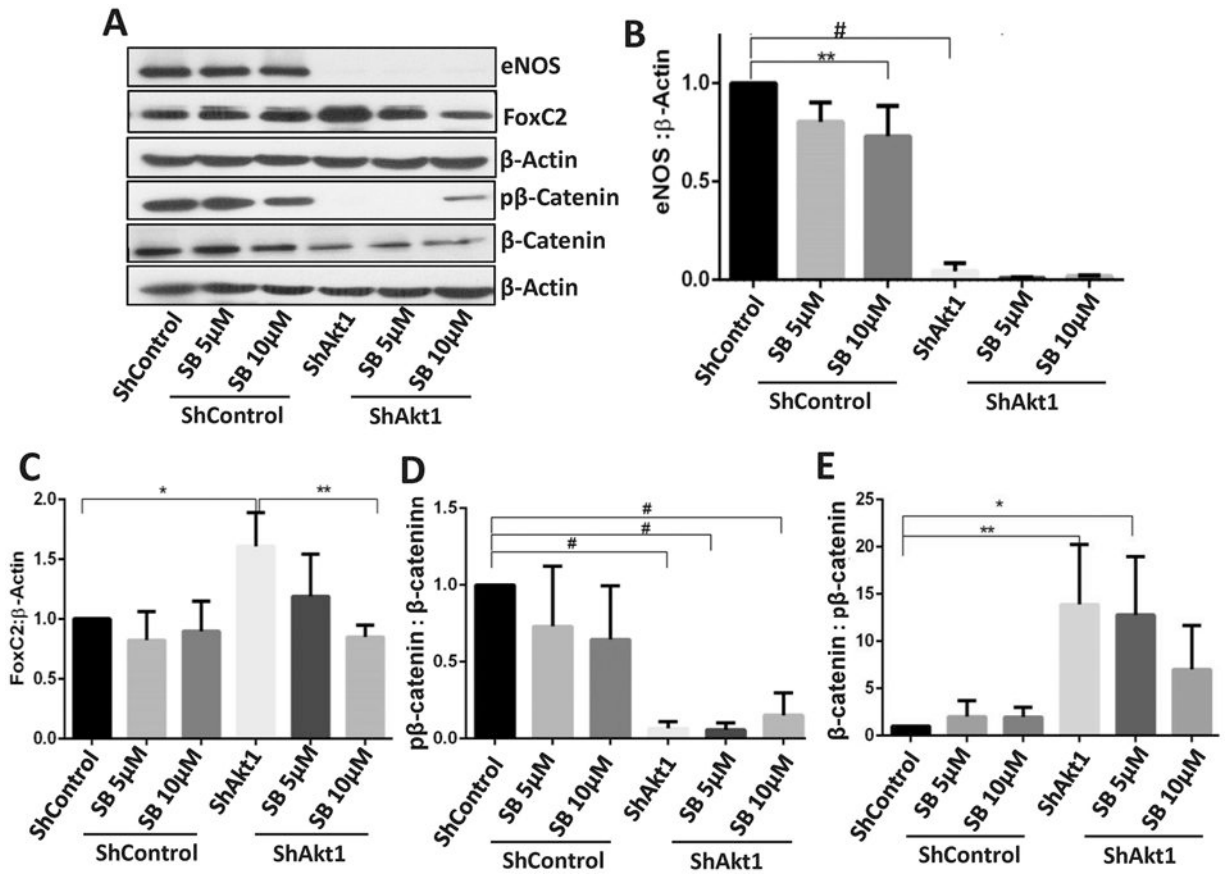 A
eNOS
FoxC2
β-Actin
pβ-Catenin
β-Catenin
β-Actin
ShControl
SB 5µM
SB 10µM
ShAkt1
SB 5µM
SB 10µM
ShControl
ShAkt1
B
eNOS :β-Actin
#
**
1.0
0.5
0.0
ShControl
SB 5µM
SB 10µM
ShAkt1
SB 5µM
SB 10µM
ShControl
ShAkt1
C
FoxC2:β-Actin
*
**
2.0
1.5
1.0
0.5
0.0
ShControl
SB 5µM
SB 10µM
ShAkt1
SB 5µM
SB 10µM
ShControl
ShAkt1
D
pβ-catenin : β-cateninn
#
#
#
1.5
1.0
0.5
0.0
ShControl
SB 5µM
SB 10µM
ShAkt1
SB 5µM
SB 10µM
ShControl
ShAkt1
E
β-catenin : pβ-catenin
*
**
25
20
15
10
5
0
ShControl
SB 5µM
SB 10µM
ShAkt1
SB 5µM
SB 10µM
ShControl
ShAkt1